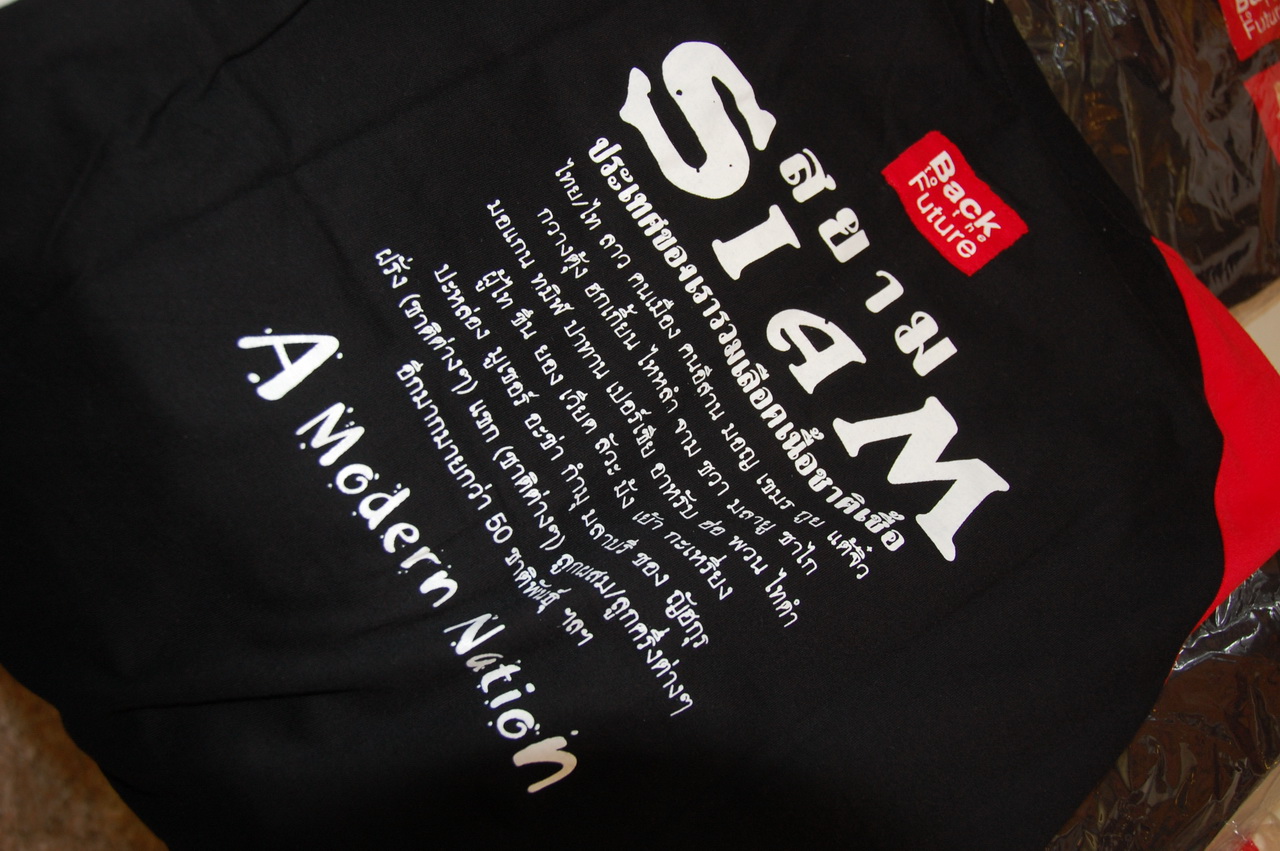 Back
to the
Future
สยาม
SIAM
ประเทศของเรารวมเลือดเนื้อชาติเชื้อ
ไทย/ไท ลาว คนเมือง คนอีสาน มอญ เขมร กูย แต้จิ๋ว
กวางตุ้ง ฮกเกี้ยน ไหหลำ จาม ชวา มลายู ซาไก
มอแกน ทมิฬ ปาทาน เปอร์เซีย อาหรับ ฮ่อ พวน ไทดำ
ผู้ไท ขึน ยอง เวียด ลัวะ ม้ง เย้า กะเหรี่ยง
ปะหล่อง มูเซอร์ อะข่า กำมุ มลาบรี ชอง ญัฮกุร
ฝรั่ง (ชาติต่างๆ) แขก (ชาติต่างๆ) ลูกผสม/ลูกครึ่งต่างๆ
อีกมากมายกว่า 50 ชาติพันธุ์ ฯลฯ
A Modern Nation
Back
to
Future